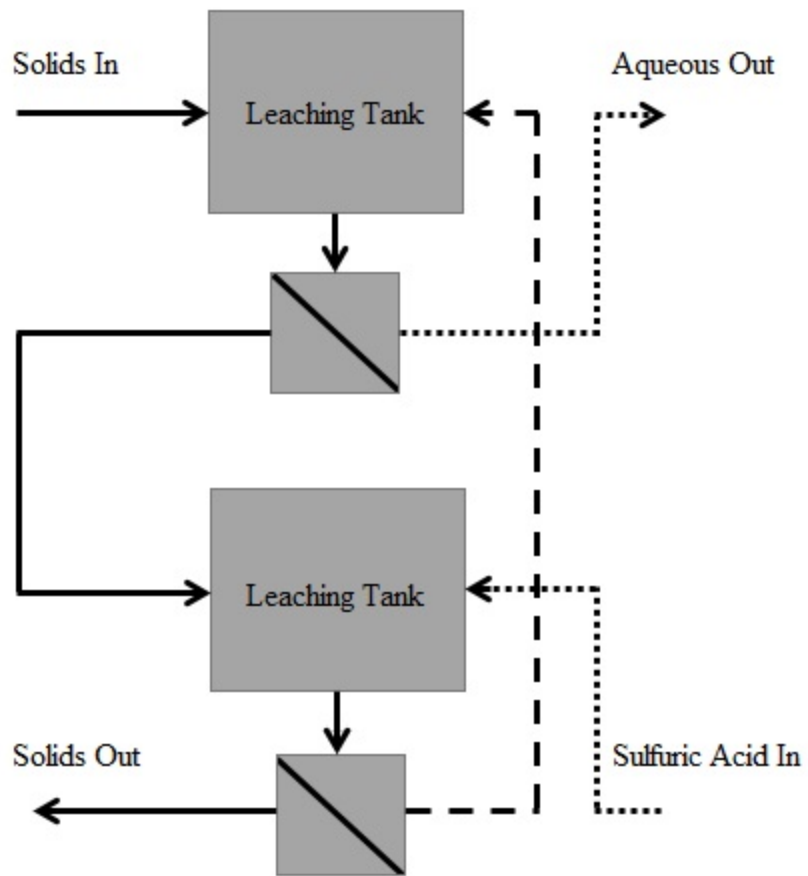 Solids In
Aqueous Out
Leaching Tank
Leaching Tank
Solids Out
Sulfuric Acid In